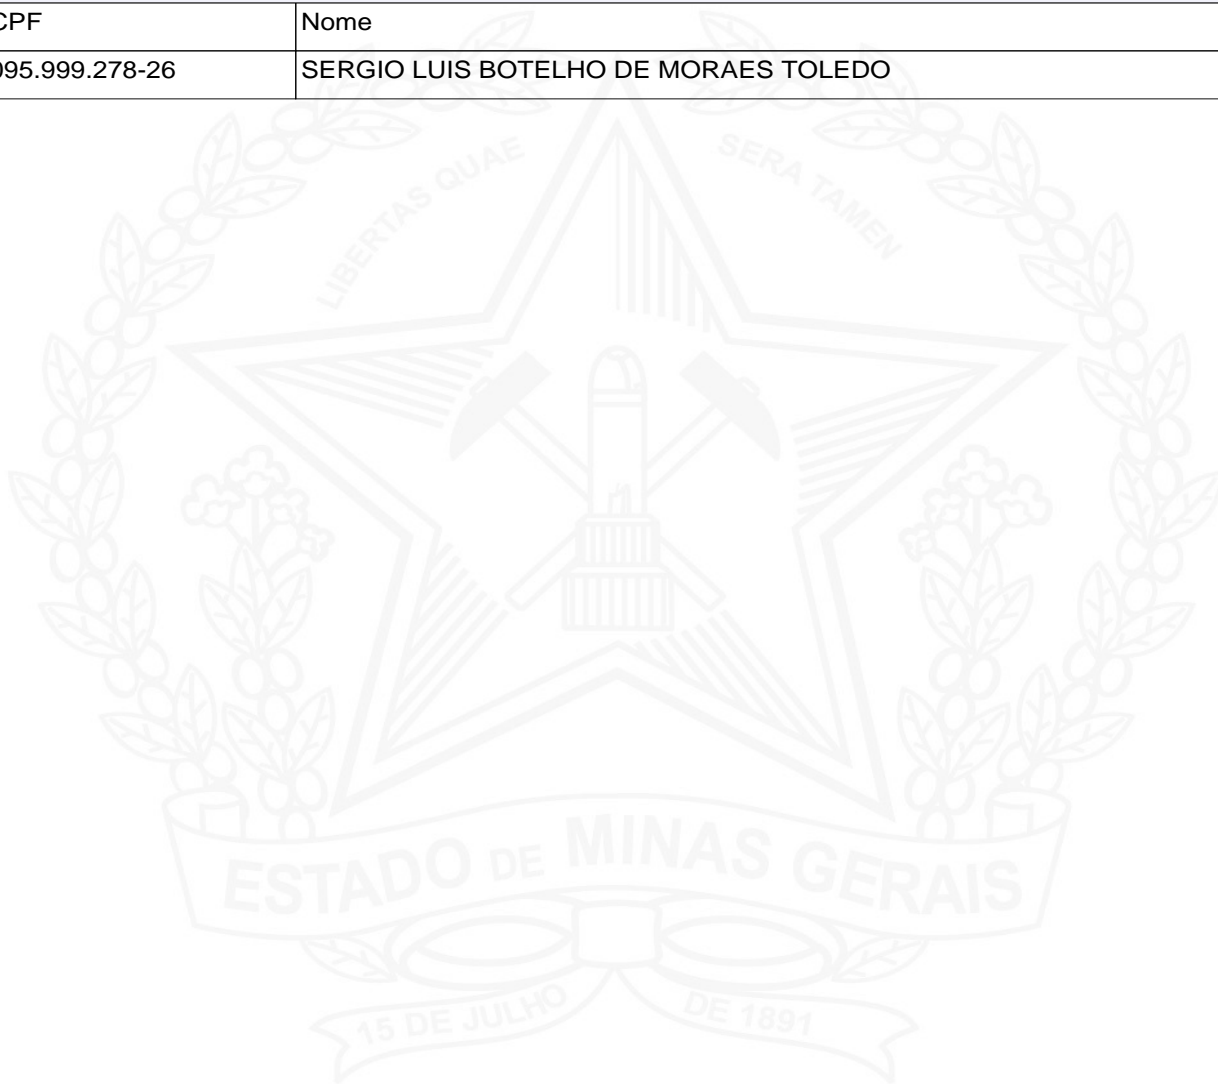 CPF Nome
095.999.278-26 SERGIO LUIS BOTELHO DE MORAES TOLEDO
LIBERTAS QUAE SERA TAMEN
ESTADO DE MINAS GERAIS
15 DE JULHO DE 1891